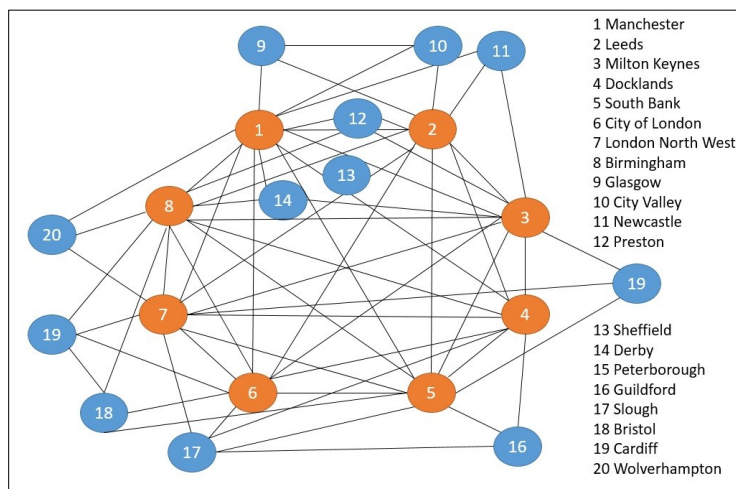 9
10
11
1
12
2
13
8
14
3
20
19
7
4
19
6
5
18
17
16
1 Manchester
2 Leeds
3 Milton Keynes
4 Docklands
5 South Bank
6 City of London
7 London North West
8 Birmingham
9 Glasgow
10 City Valley
11 Newcastle
12 Preston
13 Sheffield
14 Derby
15 Peterborough
16 Guildford
17 Slough
18 Bristol
19 Cardiff
20 Wolverhampton